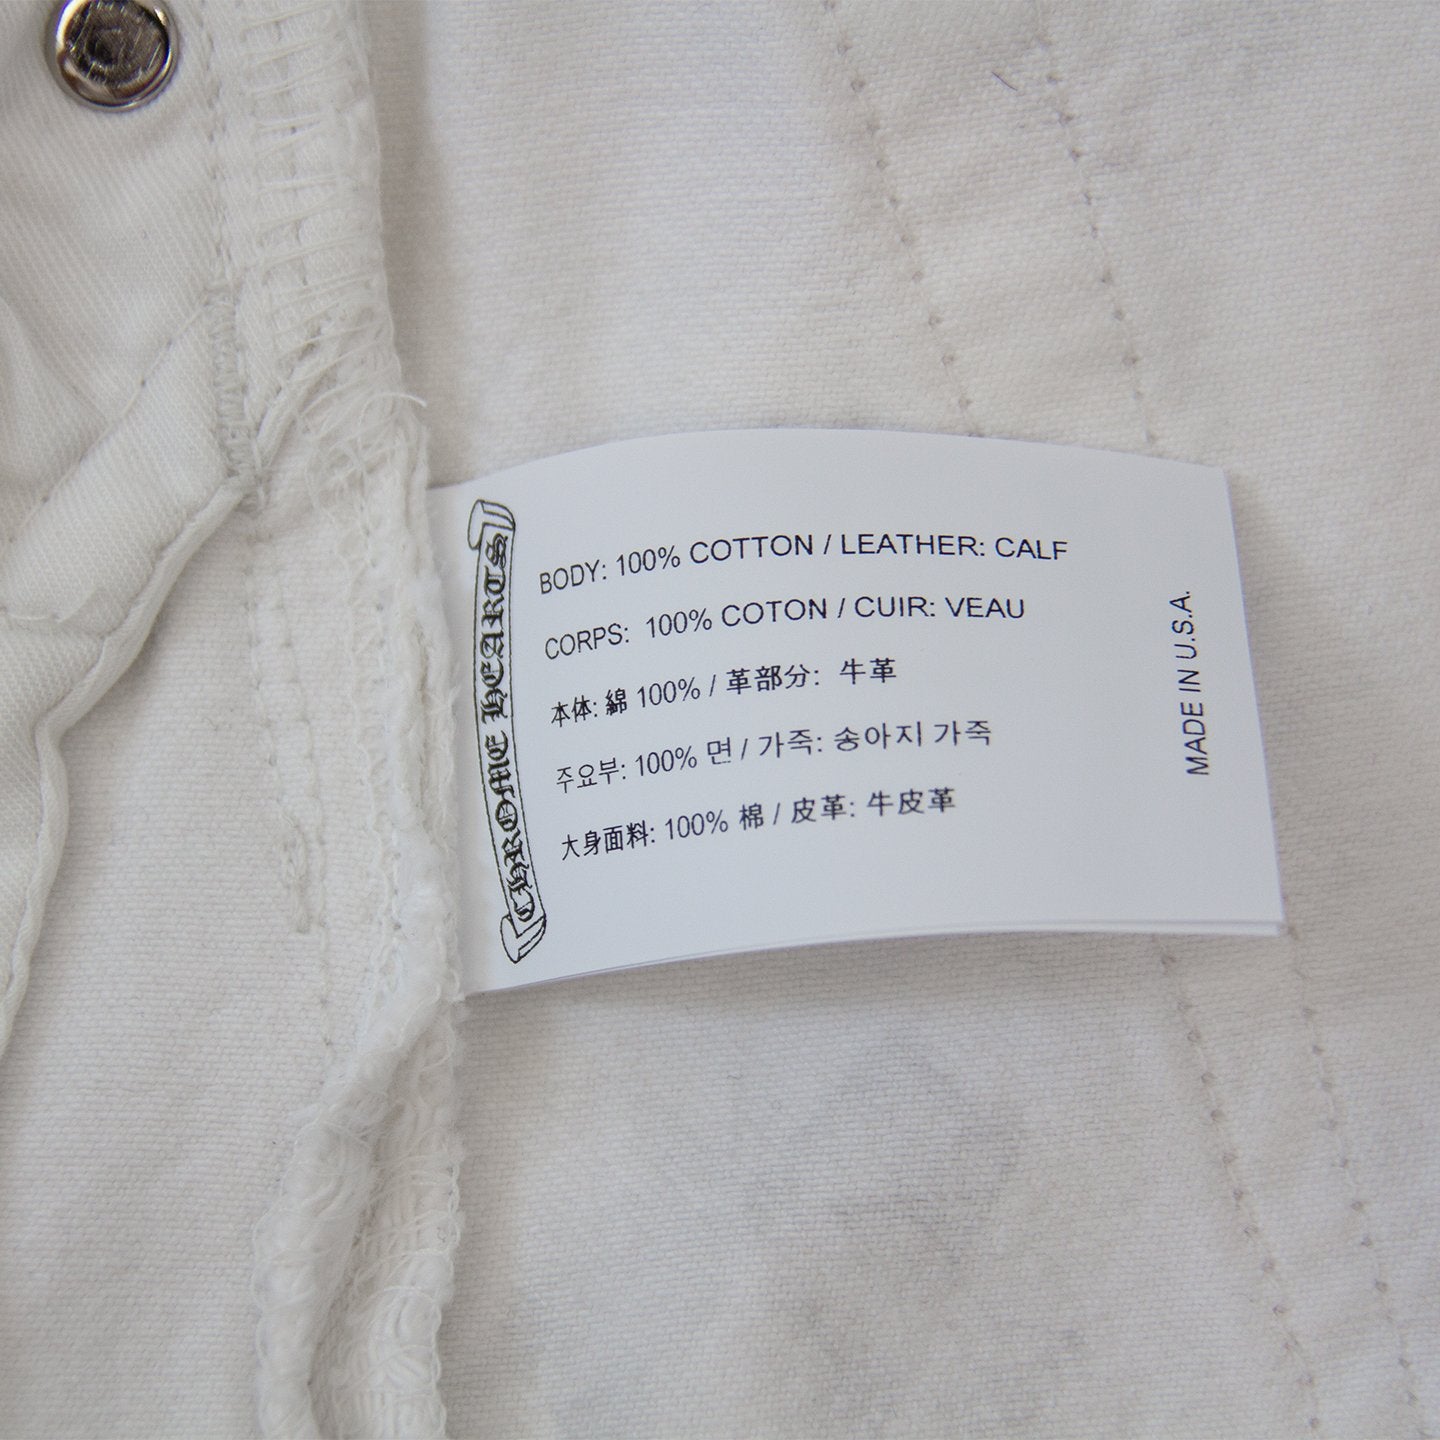 CHROME HEARTS
BODY: 100% COTTON / LEATHER: CALF
CORPS: 100% COTON / CUIR: VEAU
本体: 綿 100% / 革部分: 牛革
주요부: 100% 면 / 가죽: 송아지 가죽
大身面料: 100% 棉 / 皮革: 牛皮革
MADE IN U.S.A.